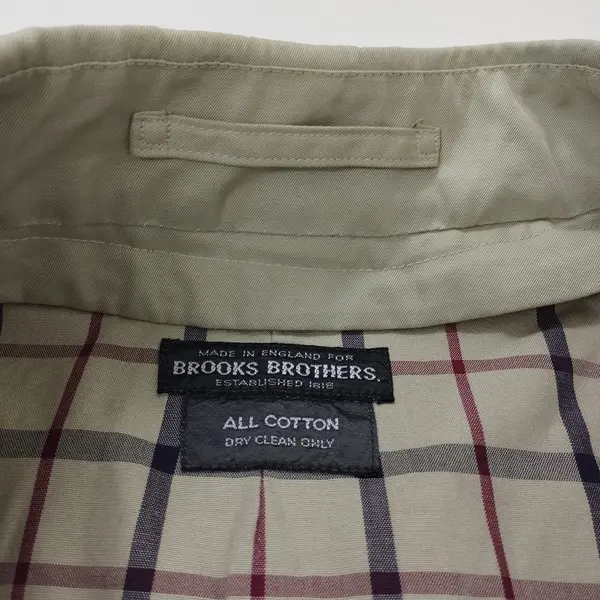 MADE IN ENGLAND FOR
BROOKS BROTHERS.
ESTABLISHED 1818
ALL COTTON
DRY CLEAN ONLY